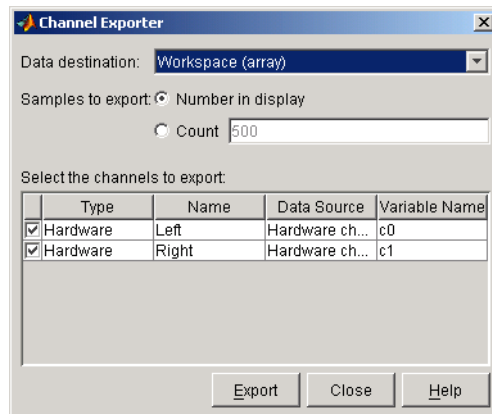 Channel Exporter
Data destination: Workspace (array)
Samples to export: Number in display
Count 500
Select the channels to export:
Type Name Data Source Variable Name
Hardware Left Hardware ch... c0
Hardware Right Hardware ch... c1
Export Close Help